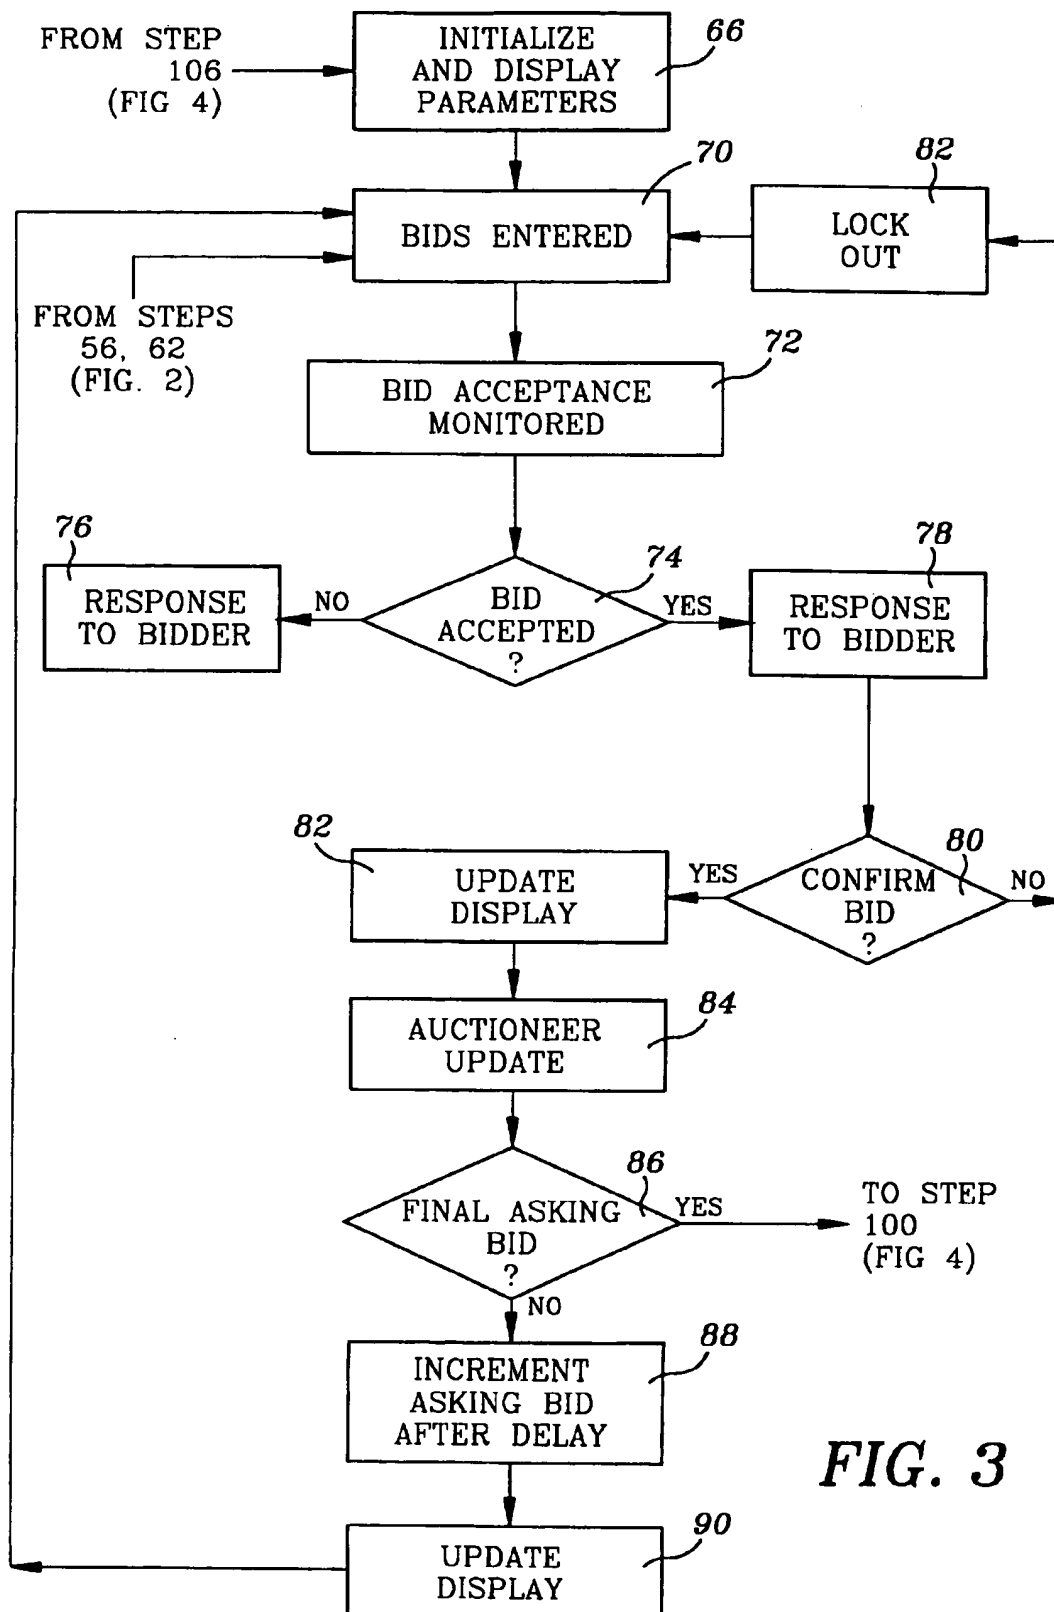 FROM STEP
106
(FIG 4)
INITIALIZE
AND DISPLAY
PARAMETERS
66
70
82
BIDS ENTERED
LOCK
OUT
FROM STEPS
56, 62
(FIG. 2)
72
BID ACCEPTANCE
MONITORED
76
74
78
RESPONSE
TO BIDDER
NO
BID
ACCEPTED
?
YES
RESPONSE
TO BIDDER
82
80
UPDATE
DISPLAY
YES
CONFIRM
BID
?
NO
84
AUCTIONEER
UPDATE
86
FINAL ASKING
BID
?
YES
TO STEP
100
(FIG 4)
NO
88
INCREMENT
ASKING BID
AFTER DELAY
FIG. 3
90
UPDATE
DISPLAY